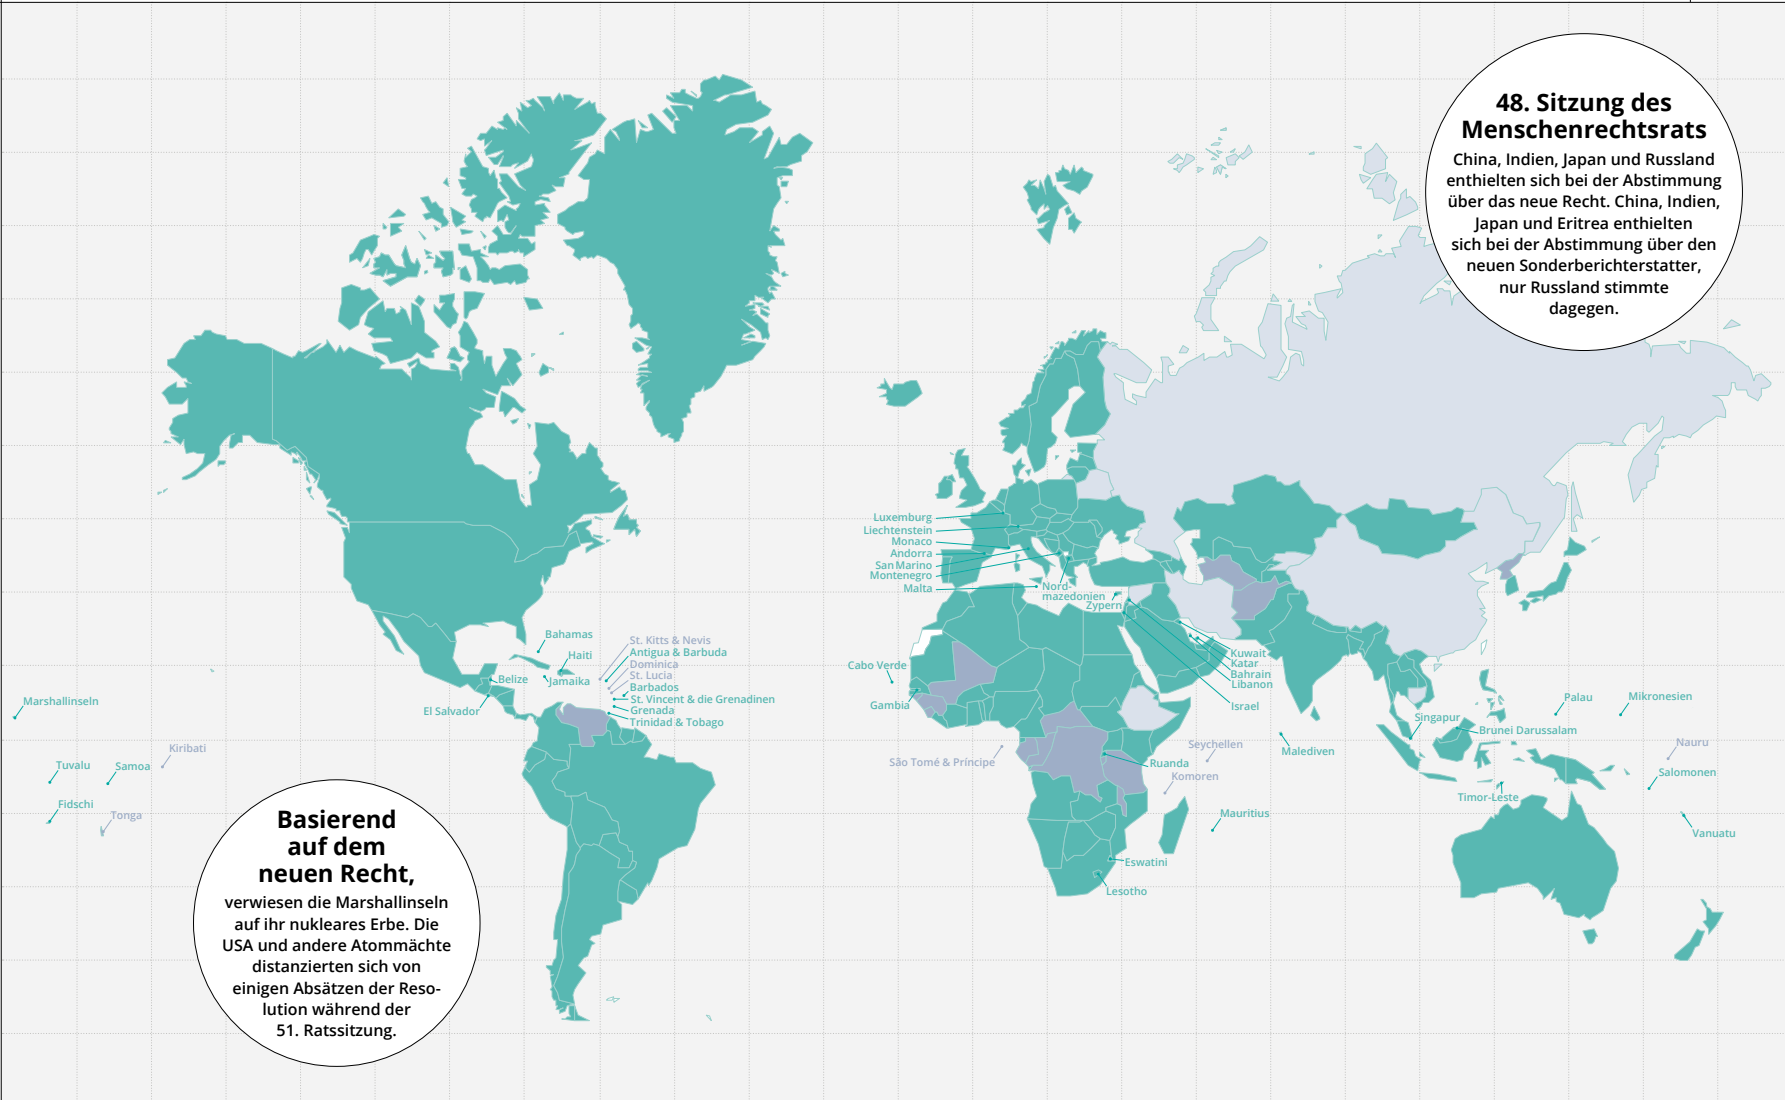 48. Sitzung des
Menschenrechtsrats
China, Indien, Japan und Russland
enthielten sich bei der Abstimmung
über das neue Recht. China, Indien,
Japan und Eritrea enthielten
sich bei der Abstimmung über den
neuen Sonderberichterstatter,
nur Russland stimmte
dagegen.
Luxemburg
Liechtenstein
Monaco
Andorra
San Marino
Montenegro
Malta
Nord-
mazedonien
Zypern
Bahamas
Haiti
Belize
Jamaika
El Salvador
St. Kitts & Nevis
Antigua & Barbuda
Dominica
St. Lucia
Barbados
St. Vincent & die Grenadinen
Grenada
Trinidad & Tobago
Cabo Verde
Gambia
São Tomé & Príncipe
Kuwait
Katar
Bahrain
Libanon
Israel
Seychellen
Ruanda
Komoren
Malediven
Mauritius
Eswatini
Lesotho
Singapur
Brunei Darussalam
Timor-Leste
Palau
Mikronesien
Nauru
Salomonen
Vanuatu
Marshallinseln
Kiribati
Tuvalu
Samoa
Fidschi
Tonga
Basierend
auf dem
neuen Recht,
verwiesen die Marshallinseln
auf ihr nukleares Erbe. Die
USA und andere Atommächte
distanzierten sich von
einigen Absätzen der Reso-
lution während der
51. Ratssitzung.